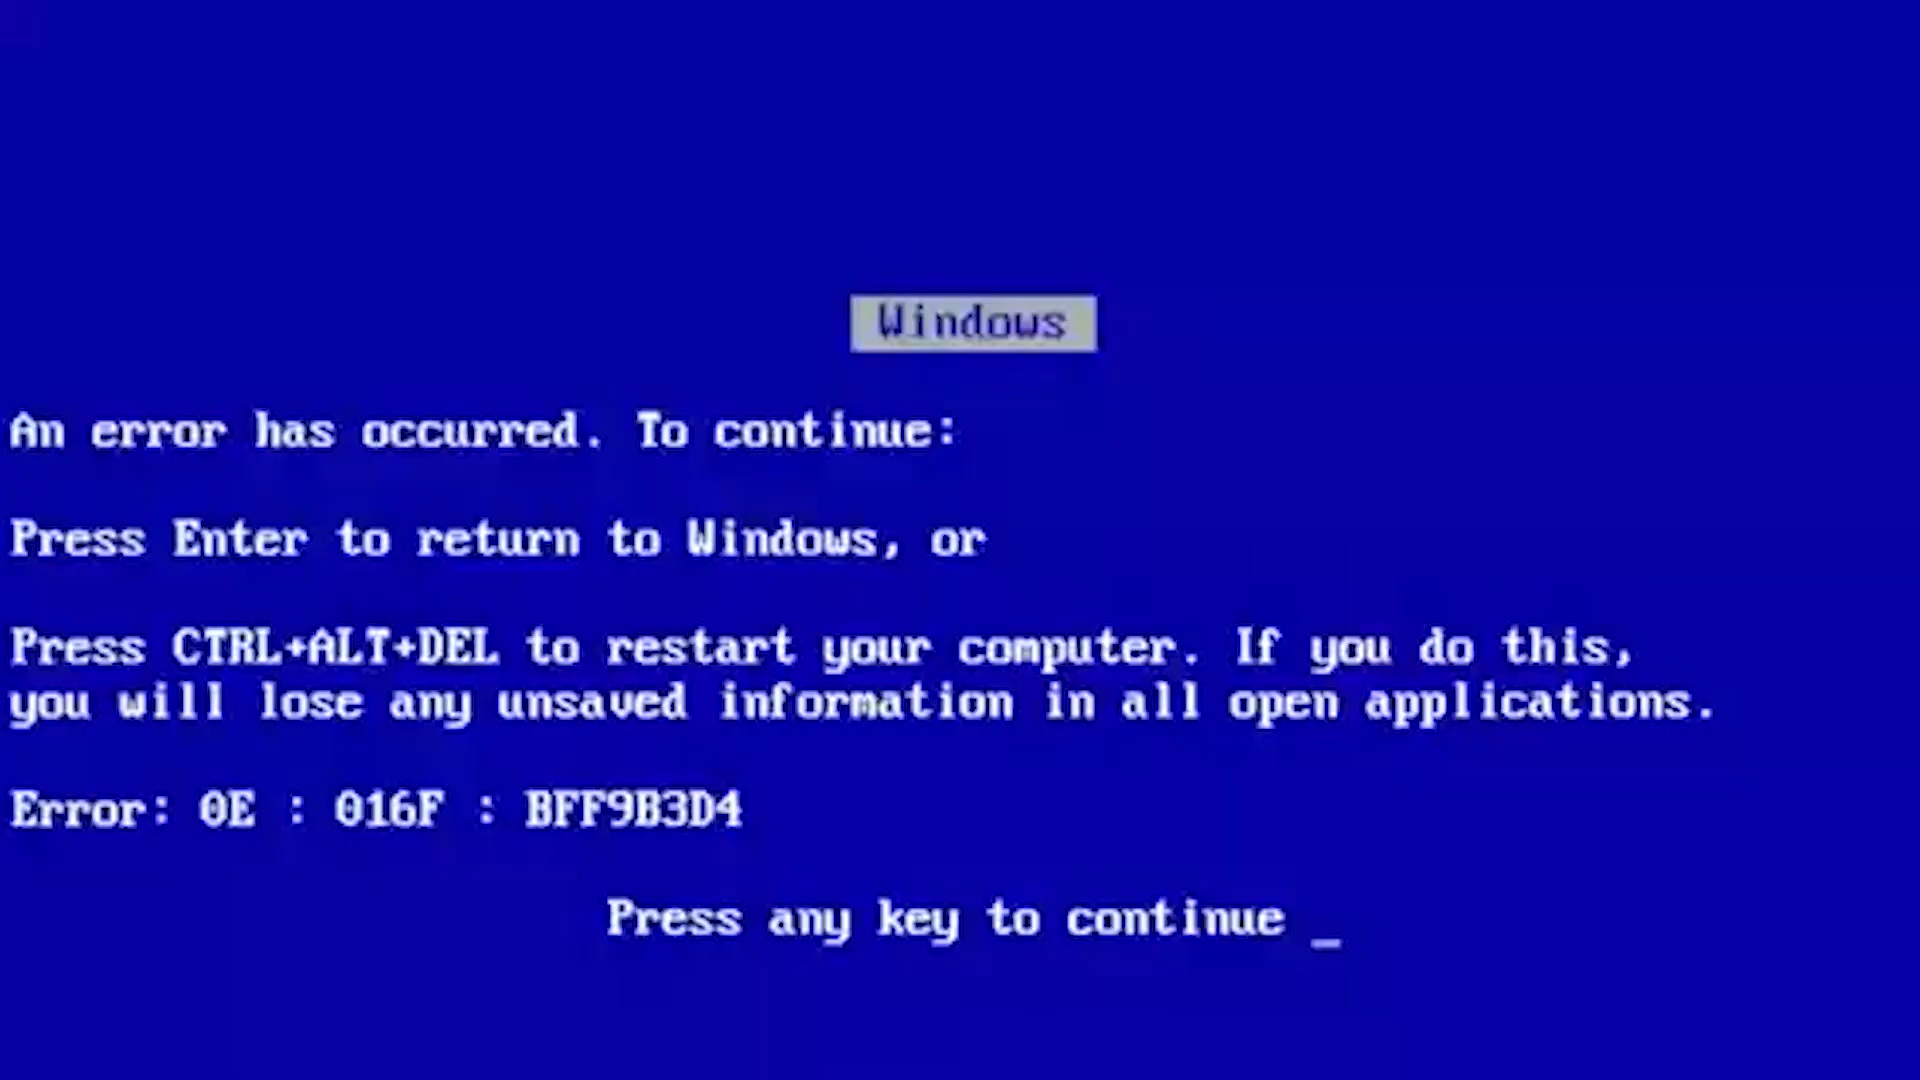 Windows
An error has occurred. To continue:
Press Enter to return to Windows, or
Press CTRL+ALT+DEL to restart your computer. If you do this,
you will lose any unsaved information in all open applications.
Error: 0E : 016F : BFF9B3D4
Press any key to continue _